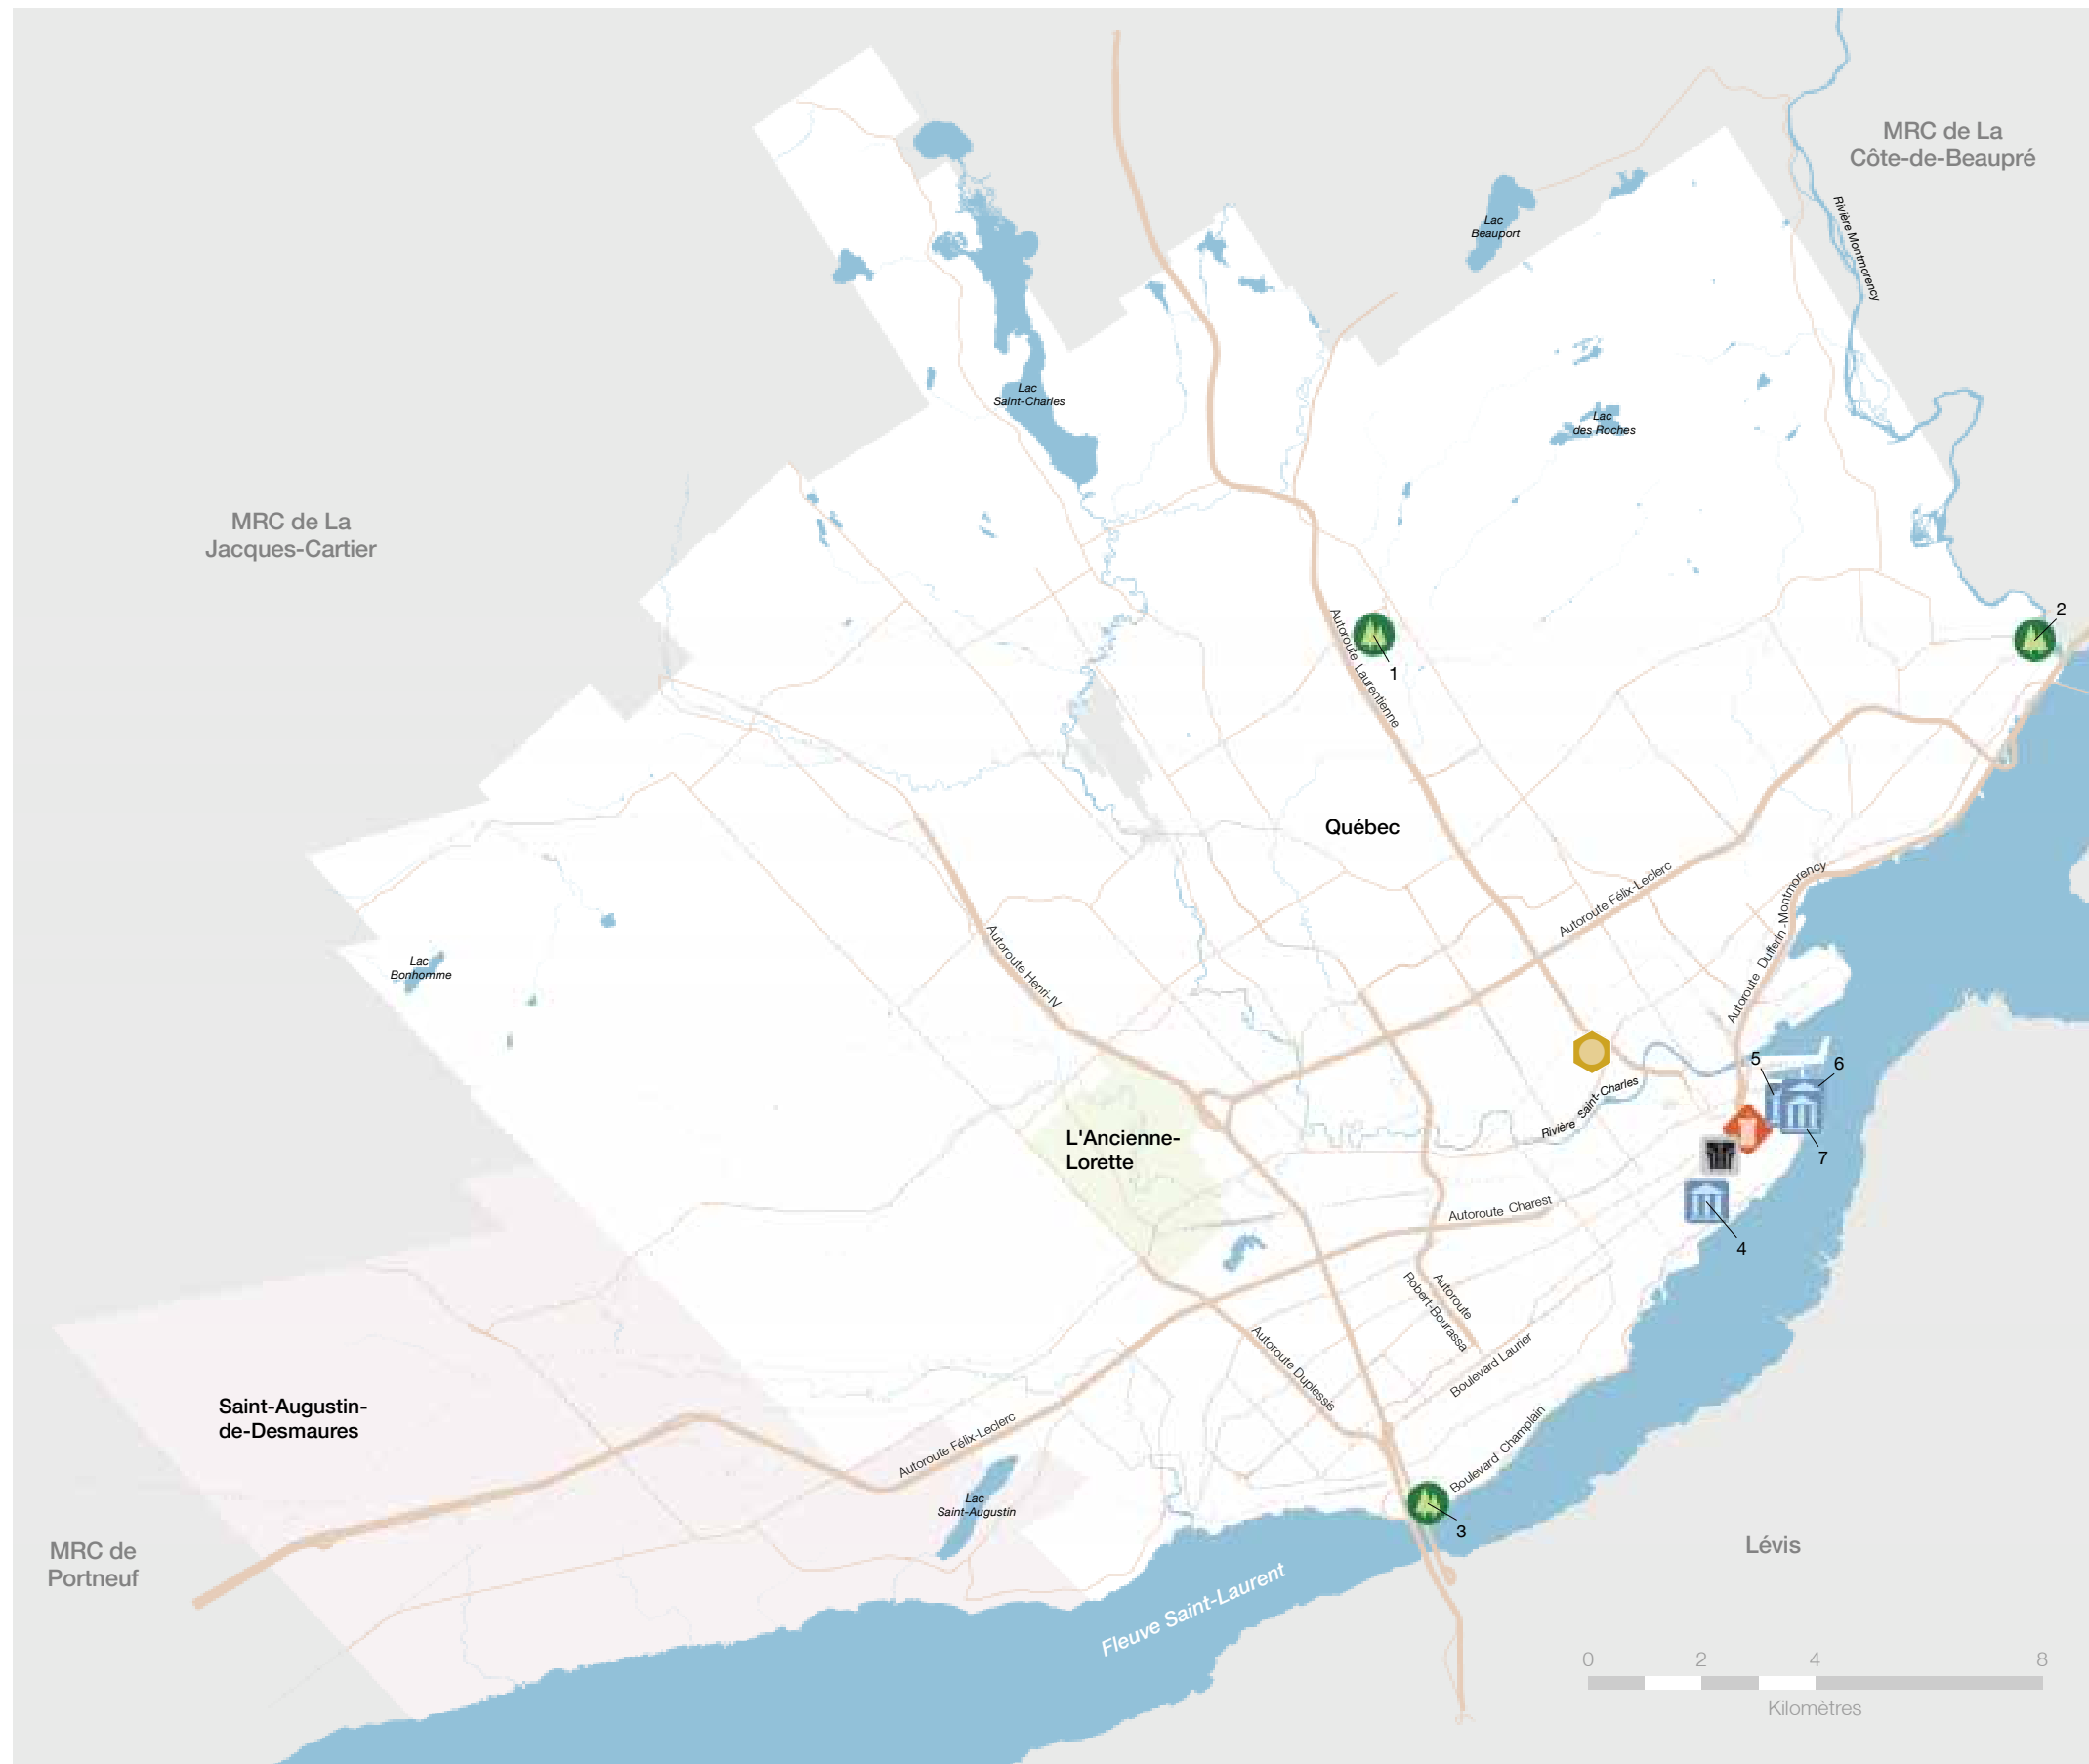 MRC de La
Côte-de-Beaupré
Rivière Montmorency
Lac
Beauport
Lac
Saint-Charles
Lac
des Roches
MRC de La
Jacques-Cartier
2
1
Autoroute Laurentienne
Québec
Autoroute Félix-Leclerc
Autoroute Dufferin-Montmorency
Lac
Bonhomme
Autoroute Henri-IV
5
6
Rivière Saint-Charles
L'Ancienne-
Lorette
7
Autoroute Charest
4
Autoroute
Robert-Bourassa
Autoroute Duplessis
Boulevard Laurier
Saint-Augustin-
de-Desmaures
Autoroute Félix-Leclerc
Boulevard Champlain
Lac
Saint-Augustin
3
MRC de
Portneuf
Lévis
Fleuve Saint-Laurent
0 2 4 8
Kilomètres